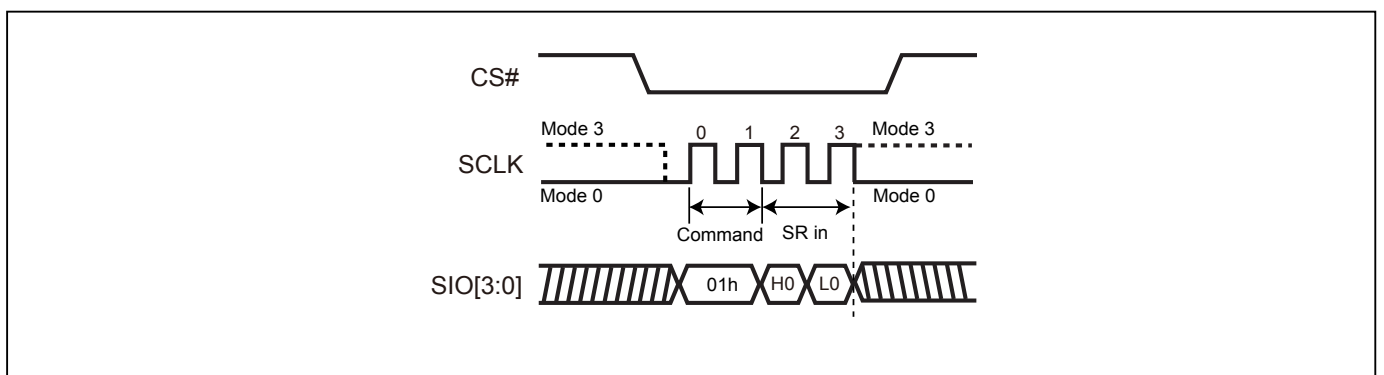 CS#
Mode 3 0 1 2 3 Mode 3
SCLK
Mode 0 Mode 0
Command SR in
SIO[3:0] 01h H0 L0